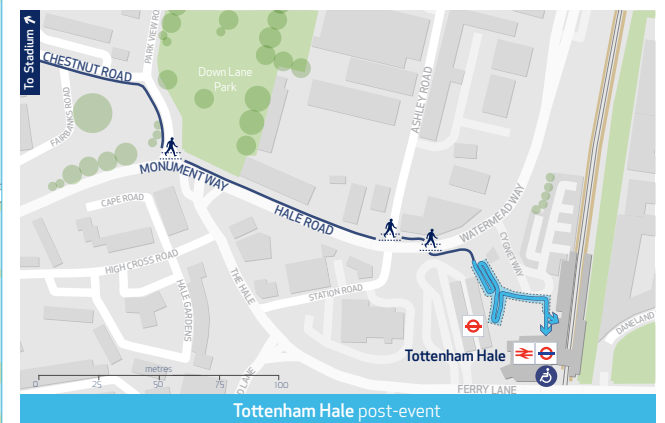 To Stadium
CHESTNUT ROAD
PARK VIEW RO
Down Lane
Park
ASHLEY ROAD
FAIRBANKS ROAD
MONUMENT WAY
CAPE ROAD
HALE ROAD
WATERMEAD WAY
CYGNET WAY
HIGH CROSS ROAD
THE HALE
HALE GARDENS
STATION ROAD
DANELAND
Tottenham Hale
metres
0 25 50 75 100
D LANE
FERRY LANE
Tottenham Hale post-event